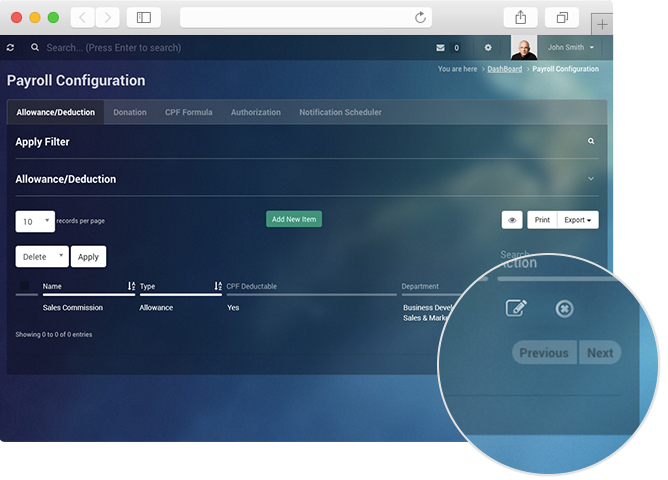 Search... (Press Enter to search)
0
John Smith
You are here
DashBoard
Payroll Configuration
Payroll Configuration
Allowance/Deduction
Donation
CPF Formula
Authorization
Notification Scheduler
Apply Filter
Allowance/Deduction
10
records per page
Add New Item
Print
Export
Delete
Apply
Search
Action
Name
Type
CPF Deductable
Department
Sales Commission
Allowance
Yes
Business Devel
Sales & Marke
Showing 0 to 0 of 0 entries
Previous
Next